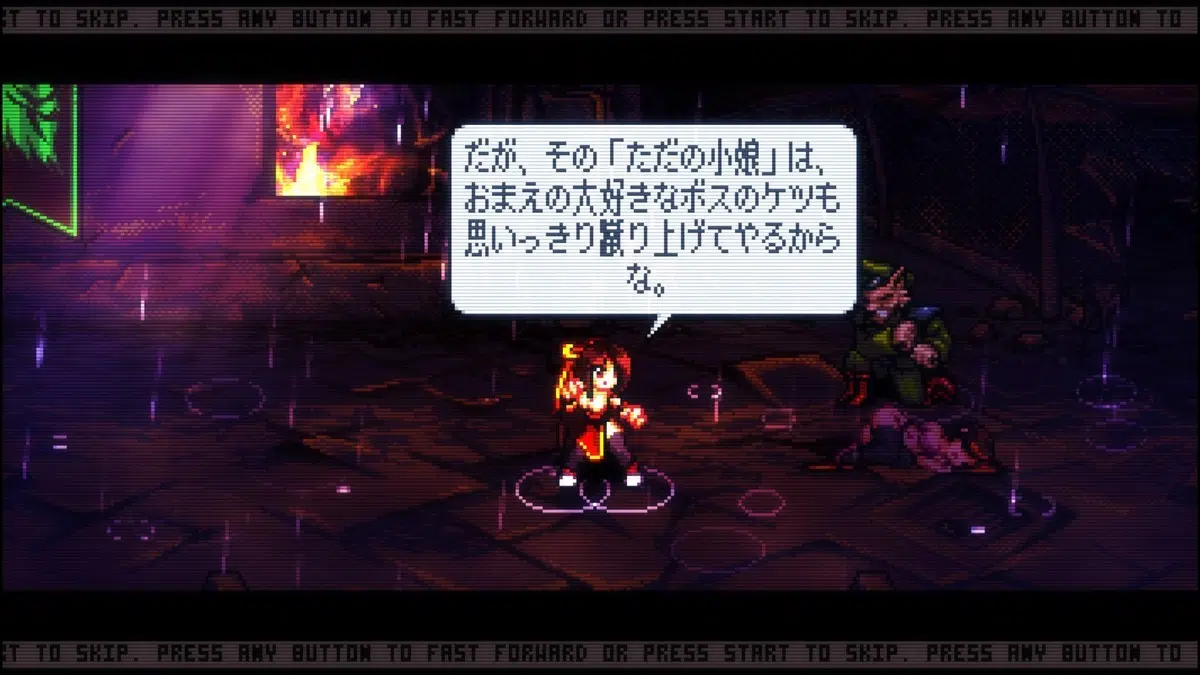 CT TO SKIP. PRESS ANY BUTTON TO FAST FORWARD OR PRESS START TO SKIP. PRESS ANY BUTTON TO
だが、その「ただの小娘」は、
おまえの大好きなボスのケツも
思いっきり蹴り上げてやるから
な。
CT TO SKIP. PRESS ANY BUTTON TO FAST FORWARD OR PRESS START TO SKIP. PRESS ANY BUTTON TO